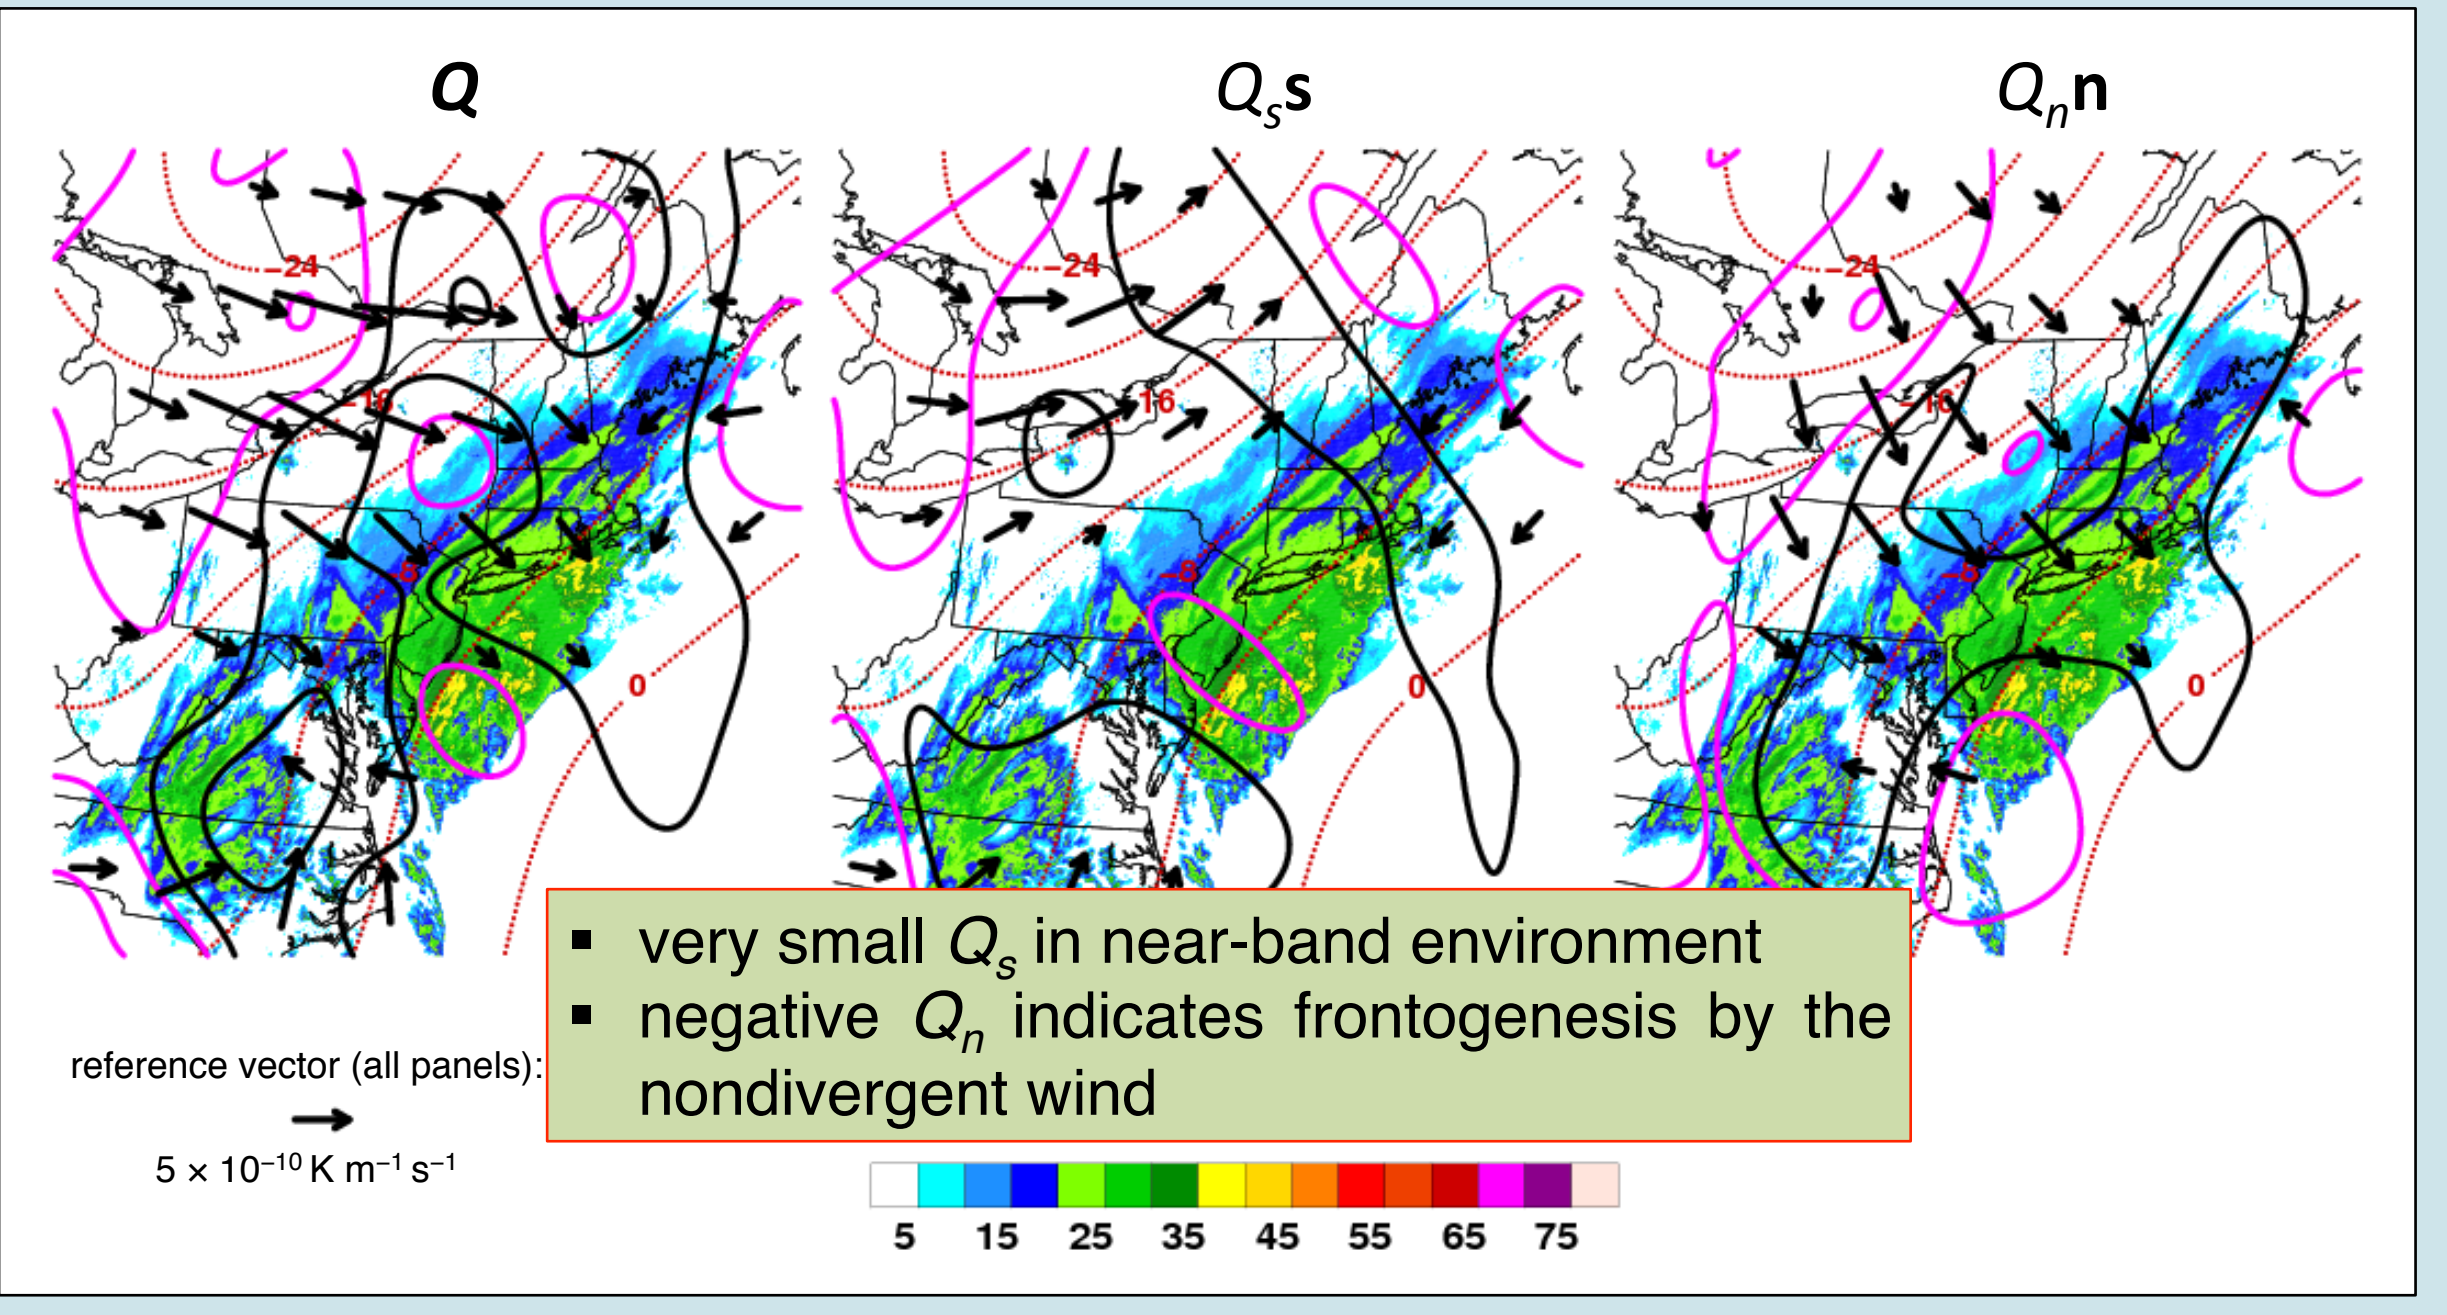 Q
Qₛs
Qₙn
−24
−24
−24
−16
16
−16
−8
−8
−8
0
0
0
▪ very small Qₛ in near-band environment
▪ negative Qₙ indicates frontogenesis by the
nondivergent wind
reference vector (all panels):
5 × 10⁻¹⁰ K m⁻¹ s⁻¹
5 15 25 35 45 55 65 75